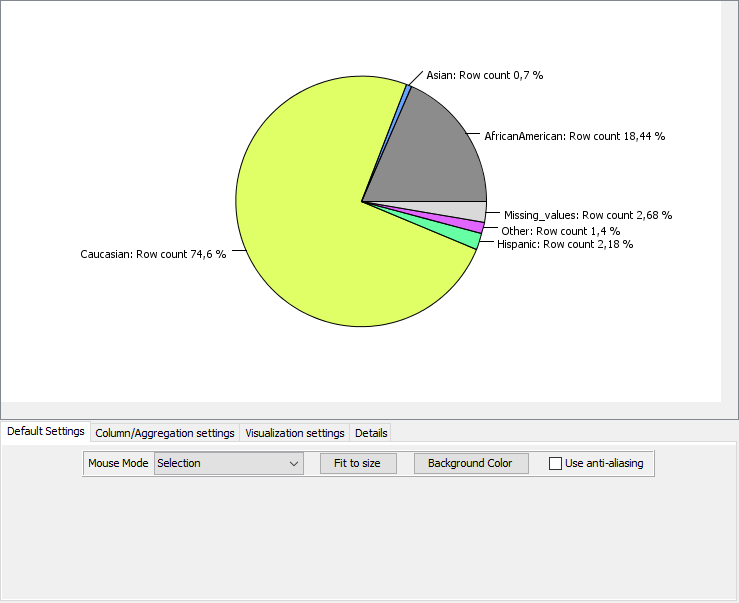 Asian: Row count 0,7 %
AfricanAmerican: Row count 18,44 %
Missing_values: Row count 2,68 %
Other: Row count 1,4 %
Hispanic: Row count 2,18 %
Caucasian: Row count 74,6 %
Default Settings Column/Aggregation settings Visualization settings Details
Mouse Mode Selection Fit to size Background Color Use anti-aliasing